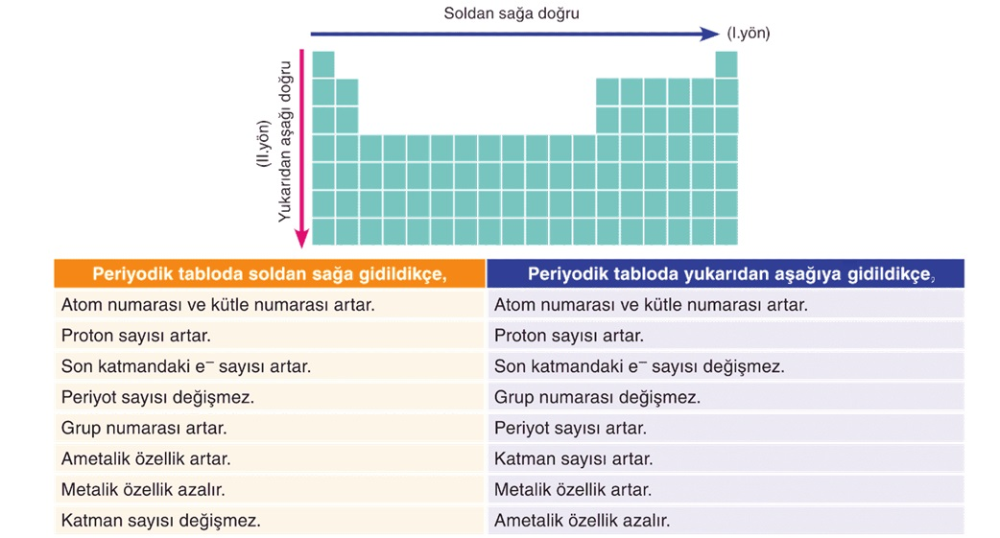 Soldan sağa doğru
(I.yön)
(II.yön)
Yukarıdan aşağı doğru
Periyodik tabloda soldan sağa gidildikçe,
Periyodik tabloda yukarıdan aşağıya gidildikçe,
Atom numarası ve kütle numarası artar.
Atom numarası ve kütle numarası artar.
Proton sayısı artar.
Proton sayısı artar.
Son katmandaki e⁻ sayısı artar.
Son katmandaki e⁻ sayısı değişmez.
Periyot sayısı değişmez.
Grup numarası değişmez.
Grup numarası artar.
Periyot sayısı artar.
Ametalik özellik artar.
Katman sayısı artar.
Metalik özellik azalır.
Metalik özellik artar.
Katman sayısı değişmez.
Ametalik özellik azalır.